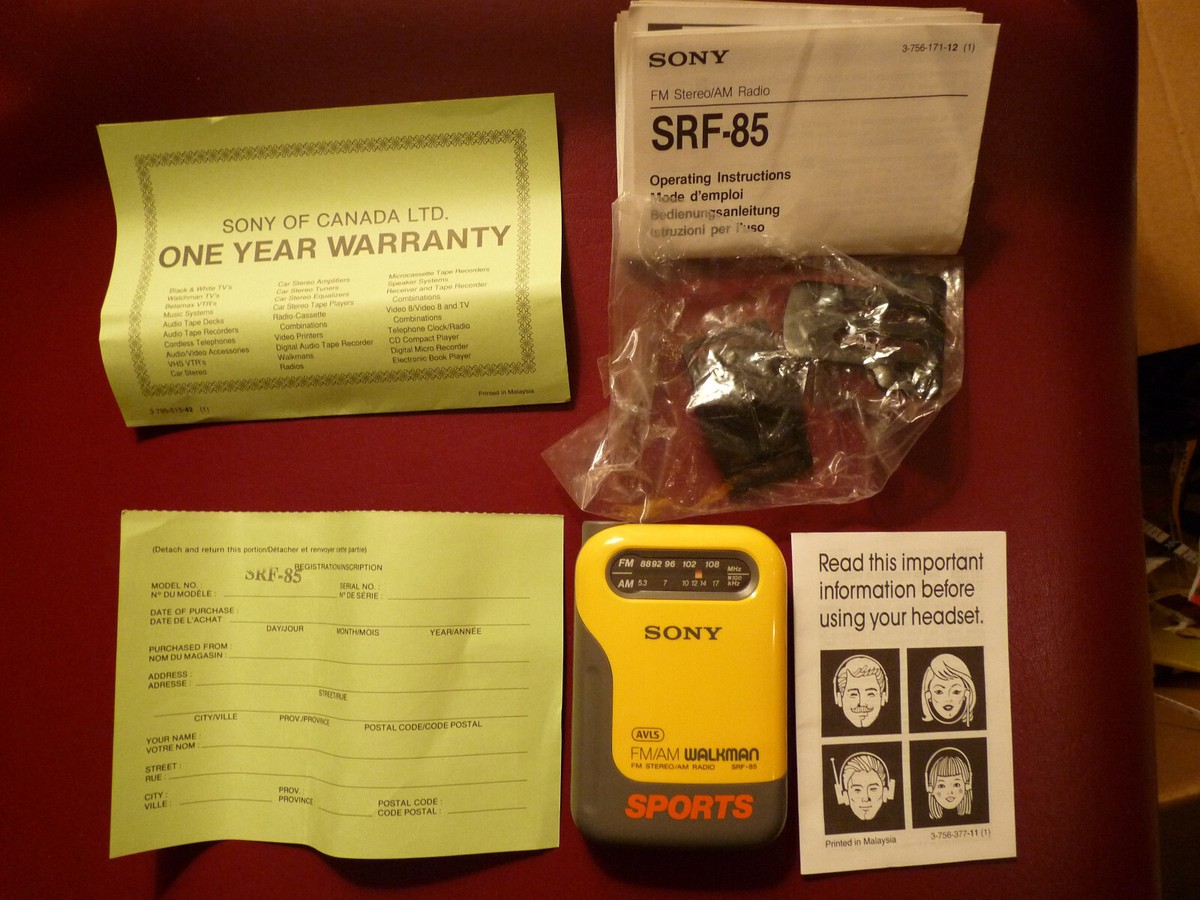 SONY OF CANADA LTD.
ONE YEAR WARRANTY
Black & White TV's
Watchman TV's
Betamax VTR's
Music Systems
Audio Tape Decks
Audio Tape Recorders
Cordless Telephones
Audio/Video Accessories
VHS VTR's
Car Stereo
Car Stereo Amplifiers
Car Stereo Tuners
Car Stereo Equalizers
Car Stereo Tape Players
Radio-Cassette
Combinations
Video Printers
Digital Audio Tape Recorder
Walkmans
Radios
Microcassette Tape Recorders
Speaker Systems
Receiver and Tape Recorder
Combinations
Video 8/Video 8 and TV
Combinations
Telephone Clock/Radio
CD Compact Player
Digital Micro Recorder
Electronic Book Player
3-795-515-42 (1)
Printed in Malaysia
SONY
3-756-171-12 (1)
FM Stereo/AM Radio
SRF-85
Operating Instructions
Mode d'emploi
Bedienungsanleitung
Istruzioni per l'uso
(Detach and return this portion/Détacher et renvoyer cette partie)
REGISTRATION/INSCRIPTION
SRF-85
MODEL NO. : SERIAL NO. :
N° DU MODÈLE : N° DE SÉRIE :
DATE OF PURCHASE :
DATE DE L'ACHAT
DAY/JOUR MONTH/MOIS YEAR/ANNÉE
PURCHASED FROM :
NOM DU MAGASIN :
ADDRESS :
ADRESSE :
STREET/RUE
CITY/VILLE PROV./PROVINCE POSTAL CODE/CODE POSTAL
YOUR NAME :
VOTRE NOM :
STREET :
RUE :
CITY : PROV. : POSTAL CODE :
VILLE : PROVINCE CODE POSTAL :
FM 88 92 96 102 108 MHz
AM 5.3 7 10 12 14 17 x100 kHz
SONY
AVLS
FM/AM WALKMAN
FM STEREO/AM RADIO SRF-85
SPORTS
Read this important
information before
using your headset.
Printed in Malaysia
3-756-377-11 (1)